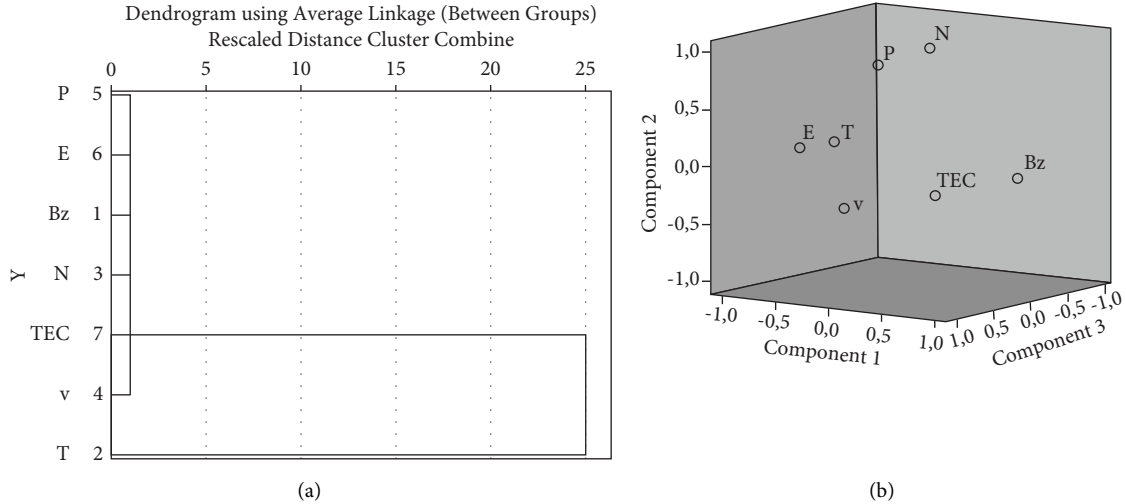 Dendrogram using Average Linkage (Between Groups)
Rescaled Distance Cluster Combine
0 5 10 15 20 25
Y
P 5
E 6
Bz 1
N 3
TEC 7
v 4
T 2
(a)
Component 2
1,0
0,5
0,0
-0,5
-1,0
N
P
E
T
Bz
TEC
v
-1,0 -0,5 0,0 0,5 1,0
Component 1
1,0 0,5 0,0 -0,5 -1,0
Component 3
(b)